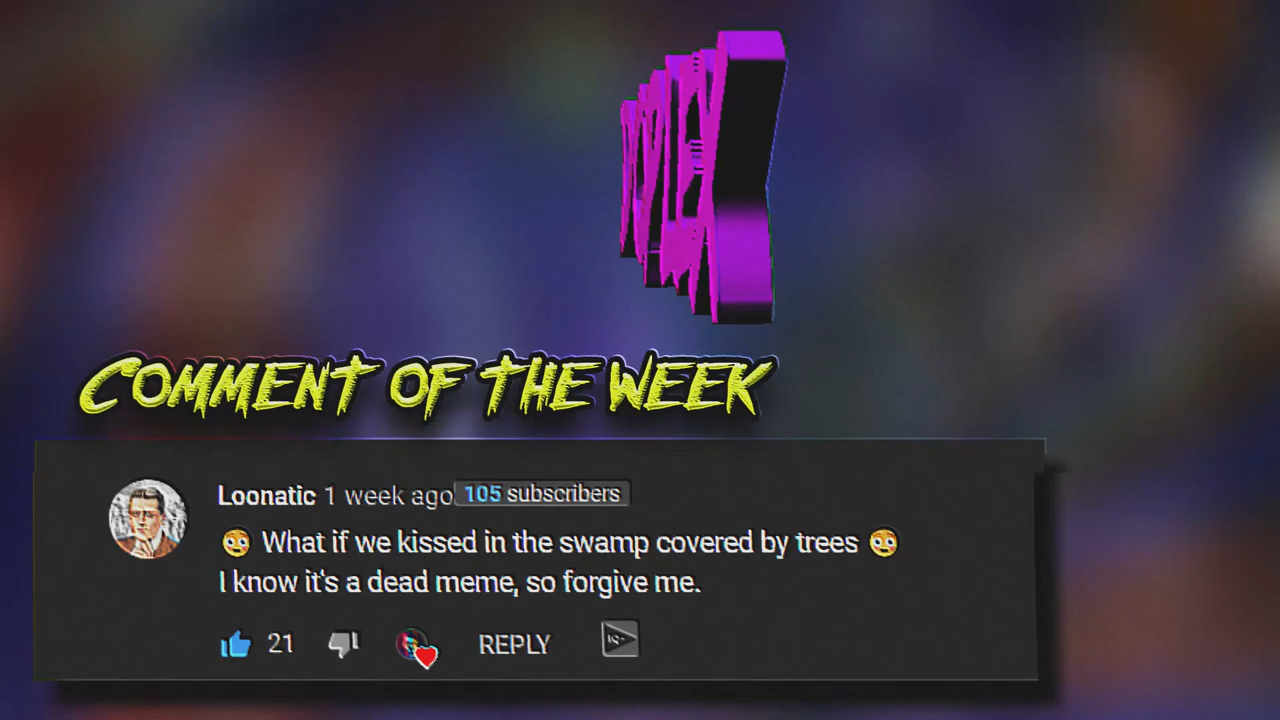 COMMENT OF THE WEEK
Loonatic 1 week ago 105 subscribers
😳 What if we kissed in the swamp covered by trees 😳
I know it's a dead meme, so forgive me.
21 REPLY